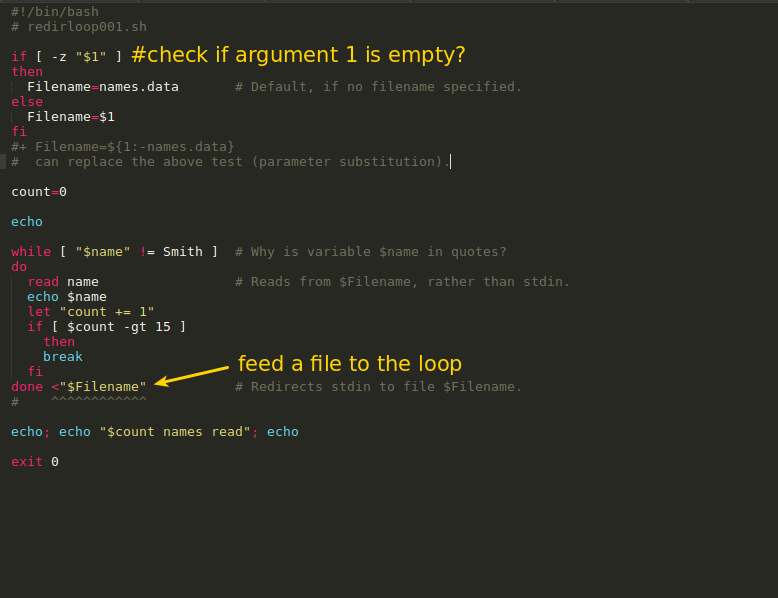 #!/bin/bash
# redirloop001.sh
if [ -z "$1" ] #check if argument 1 is empty?
then
Filename=names.data # Default, if no filename specified.
else
Filename=$1
fi
#+ Filename=${1:-names.data}
# can replace the above test (parameter substitution).
count=0
echo
while [ "$name" != Smith ] # Why is variable $name in quotes?
do
read name # Reads from $Filename, rather than stdin.
echo $name
let "count += 1"
if [ $count -gt 15 ]
then
break
fi
feed a file to the loop
done <"$Filename" # Redirects stdin to file $Filename.
# ^^^^^^^^^^^^
echo; echo "$count names read"; echo
exit 0